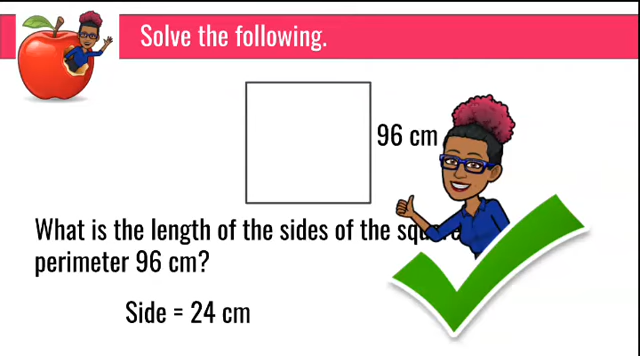 Solve the following.
96 cm
What is the length of the sides of the
perimeter 96 cm?
Side = 24 cm